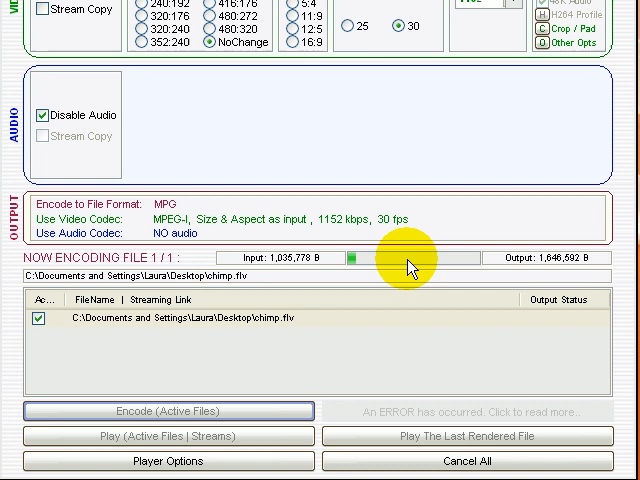 240:192 416:176 5:4
Stream Copy 320:176 480:272 11:9 25 30 H H264 Profile
320:240 480:320 12:5 C Crop / Pad
352:240 NoChange 16:9 O Other Opts
AUDIO
Disable Audio
Stream Copy
OUTPUT
Encode to File Format: MPG
Use Video Codec: MPEG-I, Size & Aspect as input , 1152 kbps, 30 fps
Use Audio Codec: NO audio
NOW ENCODING FILE 1 / 1 : Input: 1,035,778 B Output: 1,646,592 B
C:\Documents and Settings\Laura\Desktop\chimp.flv
Ac... FileName | Streaming Link Output Status
C:\Documents and Settings\Laura\Desktop\chimp.flv
Encode (Active Files) An ERROR has occurred. Click to read more..
Play (Active Files | Streams) Play The Last Rendered File
Player Options Cancel All